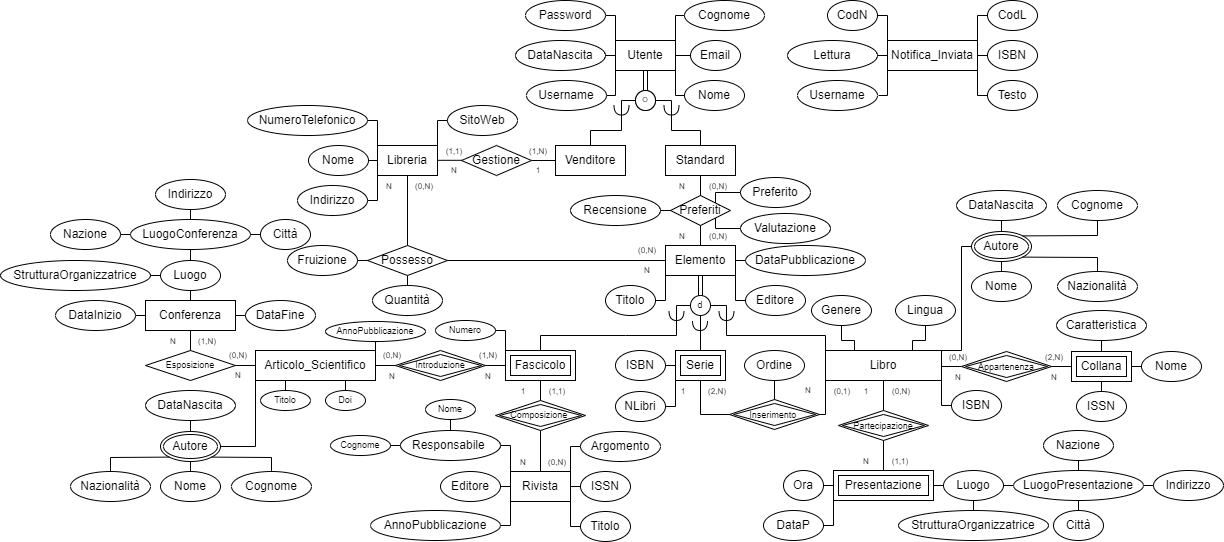 Password
Cognome
CodN
CodL
DataNascita
Utente
Email
Lettura
Notifica_Inviata
ISBN
Username
Nome
Username
Testo
o
NumeroTelefonico
SitoWeb
(1,1)
(1,N)
Nome
Libreria
Gestione
Venditore
Standard
N
1
Indirizzo
N
(0,N)
N
(0,N)
Preferito
Indirizzo
Recensione
Preferiti
Valutazione
DataNascita
Cognome
Nazione
LuogoConferenza
Città
N
(0,N)
Autore
StrutturaOrganizzatrice
Luogo
Fruizione
Possesso
(0,N)
N
Elemento
DataPubblicazione
Nome
Nazionalità
Quantità
Titolo
d
Editore
DataInizio
Conferenza
DataFine
Genere
Lingua
N
(1,N)
AnnoPubblicazione
Numero
Caratteristica
Esposizione
(0,N)
N
Articolo_Scientifico
(0,N)
N
Introduzione
(1,N)
N
Fascicolo
ISBN
Serie
Ordine
Libro
(0,N)
N
Appartenenza
(2,N)
N
Collana
Nome
Titolo
Doi
1
(1,1)
NLibri
1
(2,N)
Inserimento
N
(0,1)
1
(0,N)
ISBN
ISSN
DataNascita
Nome
Composizione
Partecipazione
Autore
Cognome
Responsabile
Argomento
Nazione
N
(0,N)
N
(1,1)
Nazionalità
Nome
Cognome
Editore
Rivista
ISSN
Ora
Presentazione
Luogo
LuogoPresentazione
Indirizzo
AnnoPubblicazione
Titolo
DataP
StrutturaOrganizzatrice
Città